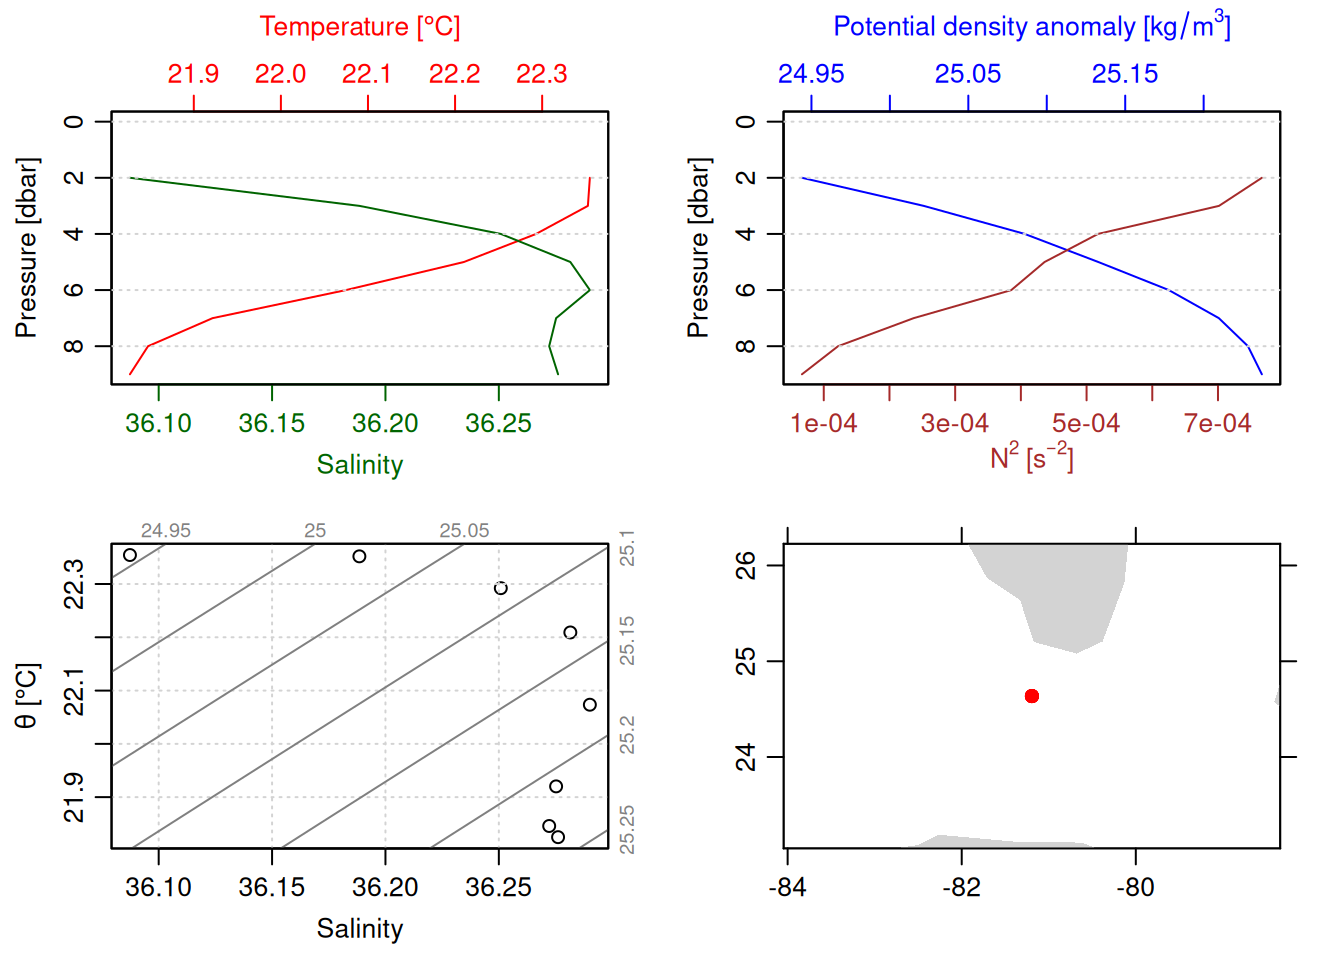 Temperature [°C]
21.9 22.0 22.1 22.2 22.3
Pressure [dbar]
0
2
4
6
8
36.10 36.15 36.20 36.25
Salinity
Potential density anomaly [kg/m³]
24.95 25.05 25.15
Pressure [dbar]
0
2
4
6
8
1e-04 3e-04 5e-04 7e-04
N² [s⁻²]
24.95 25 25.05
25.1
25.15
25.2
25.25
θ [°C]
22.3
22.1
21.9
36.10 36.15 36.20 36.25
Salinity
26
25
24
-84 -82 -80